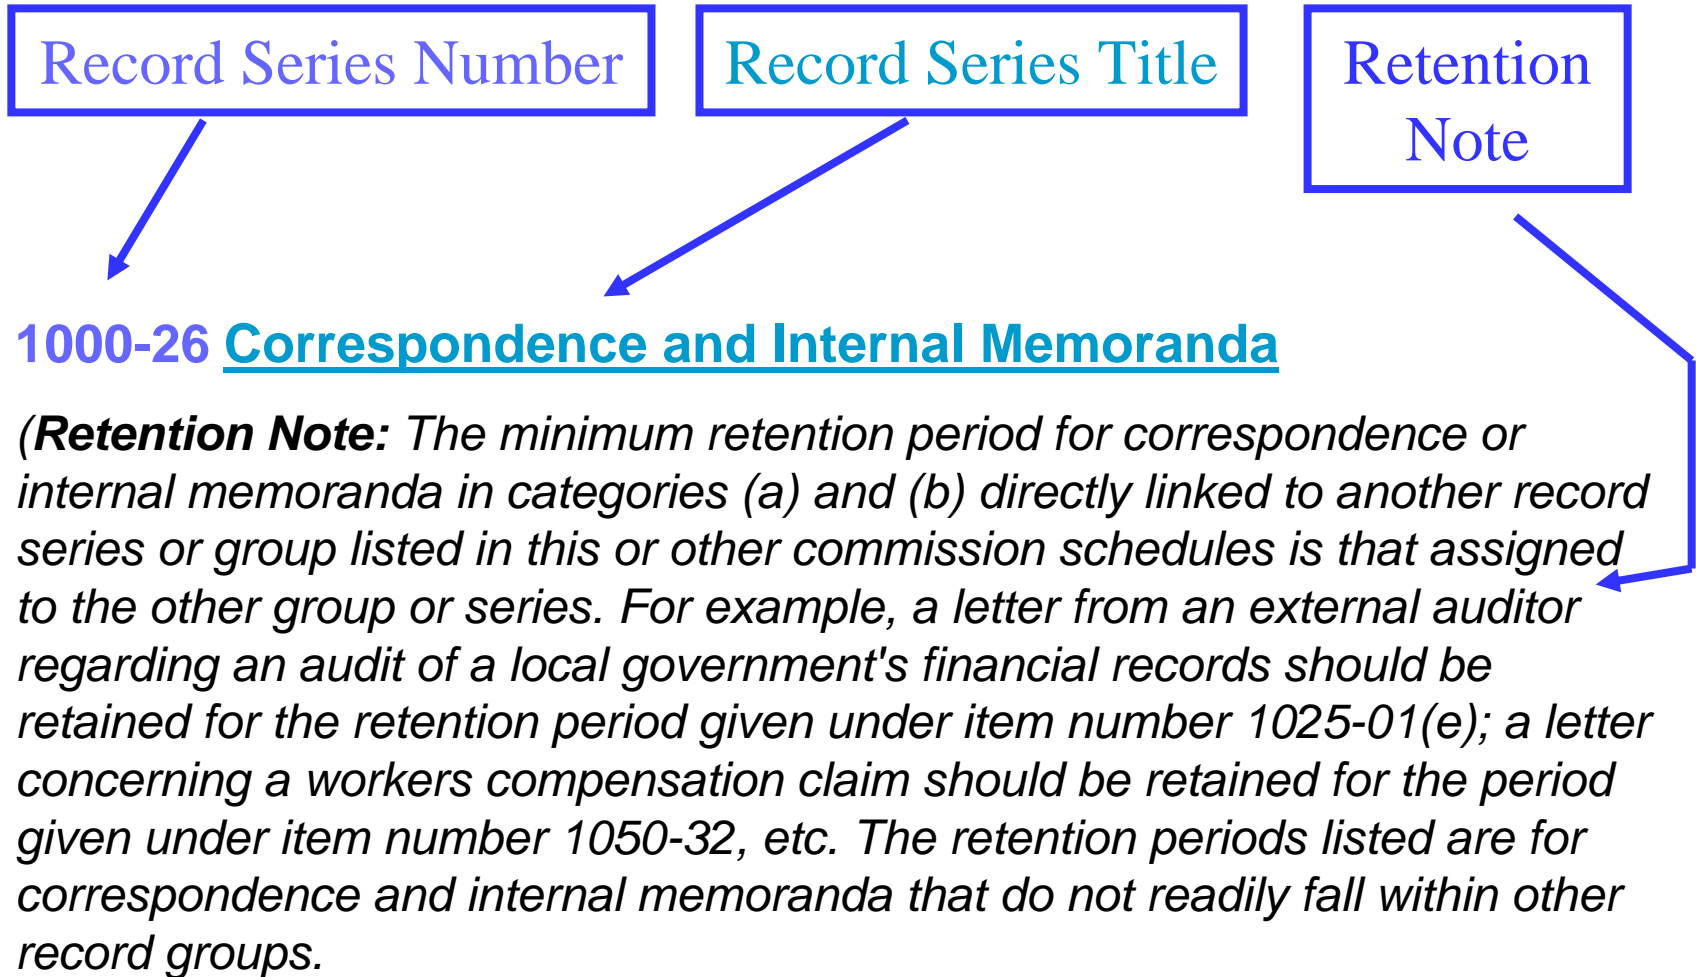 Record Series Number
Record Series Title
Retention
Note
1000-26 Correspondence and Internal Memoranda
(Retention Note: The minimum retention period for correspondence or
internal memoranda in categories (a) and (b) directly linked to another record
series or group listed in this or other commission schedules is that assigned
to the other group or series. For example, a letter from an external auditor
regarding an audit of a local government's financial records should be
retained for the retention period given under item number 1025-01(e); a letter
concerning a workers compensation claim should be retained for the period
given under item number 1050-32, etc. The retention periods listed are for
correspondence and internal memoranda that do not readily fall within other
record groups.